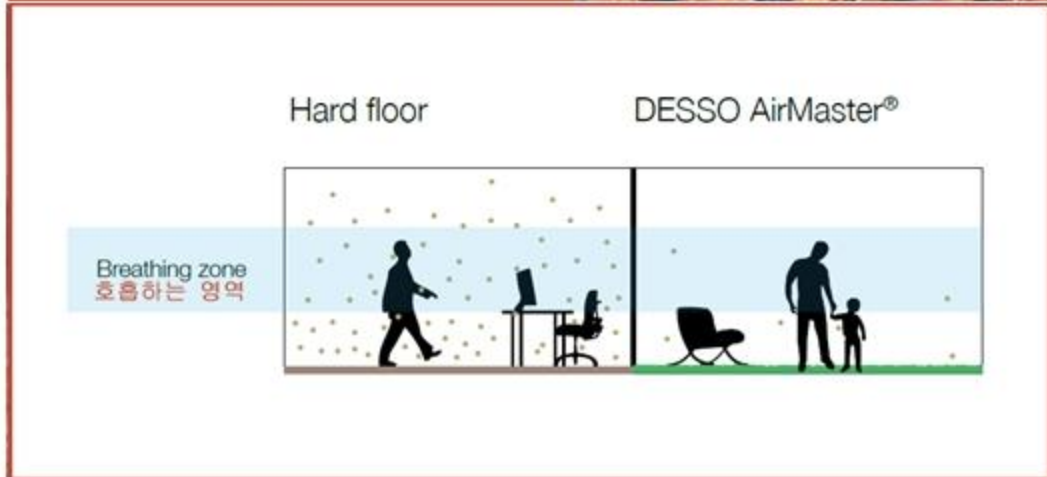 Hard floor
DESSO AirMaster®
Breathing zone
호흡하는 영역